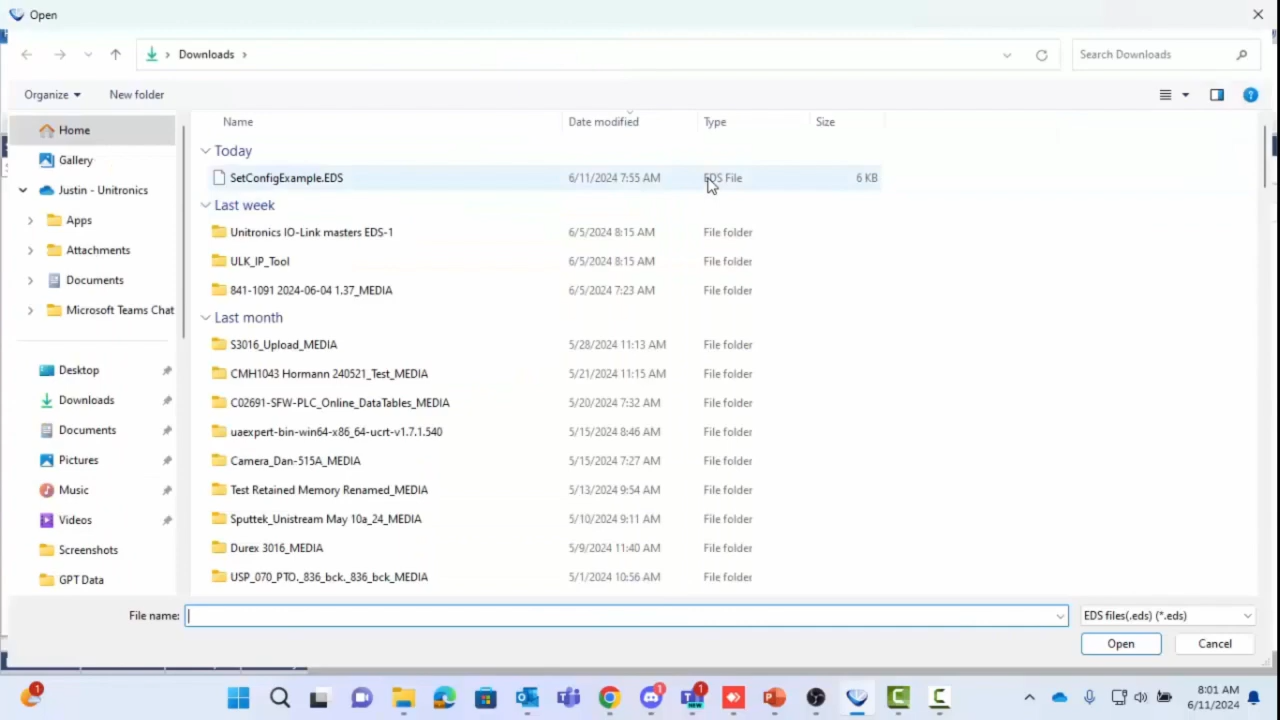 Open
Downloads
Search Downloads
Organize
New folder
Home
Gallery
Justin - Unitronics
Apps
Attachments
Documents
Microsoft Teams Chat
Desktop
Downloads
Documents
Pictures
Music
Videos
Screenshots
GPT Data
Name Date modified Type Size
Today
SetConfigExample.EDS 6/11/2024 7:55 AM EDS File 6 KB
Last week
Unitronics IO-Link masters EDS-1 6/5/2024 8:15 AM File folder
ULK_IP_Tool 6/5/2024 8:15 AM File folder
841-1091 2024-06-04 1.37_MEDIA 6/5/2024 7:23 AM File folder
Last month
S3016_Upload_MEDIA 5/28/2024 11:13 AM File folder
CMH1043 Hormann 240521_Test_MEDIA 5/21/2024 11:15 AM File folder
C02691-SFW-PLC_Online_DataTables_MEDIA 5/20/2024 7:32 AM File folder
uaexpert-bin-win64-x86_64-ucrt-v1.7.1.540 5/15/2024 8:46 AM File folder
Camera_Dan-515A_MEDIA 5/15/2024 7:27 AM File folder
Test Retained Memory Renamed_MEDIA 5/13/2024 9:54 AM File folder
Sputtek_Unistream May 10a_24_MEDIA 5/10/2024 9:11 AM File folder
Durex 3016_MEDIA 5/9/2024 11:40 AM File folder
USP_070_PTO._836_bck._836_bck_MEDIA 5/1/2024 10:56 AM File folder
File name:
EDS files(.eds) (*.eds)
Open
Cancel
1
1
1
NEW
8:01 AM
6/11/2024